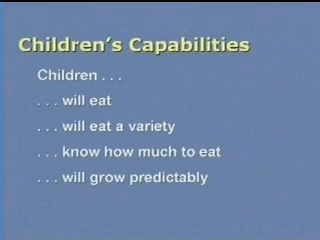 Children's Capabilities
Children . . .
. . . will eat
. . . will eat a variety
. . . know how much to eat
. . . will grow predictably